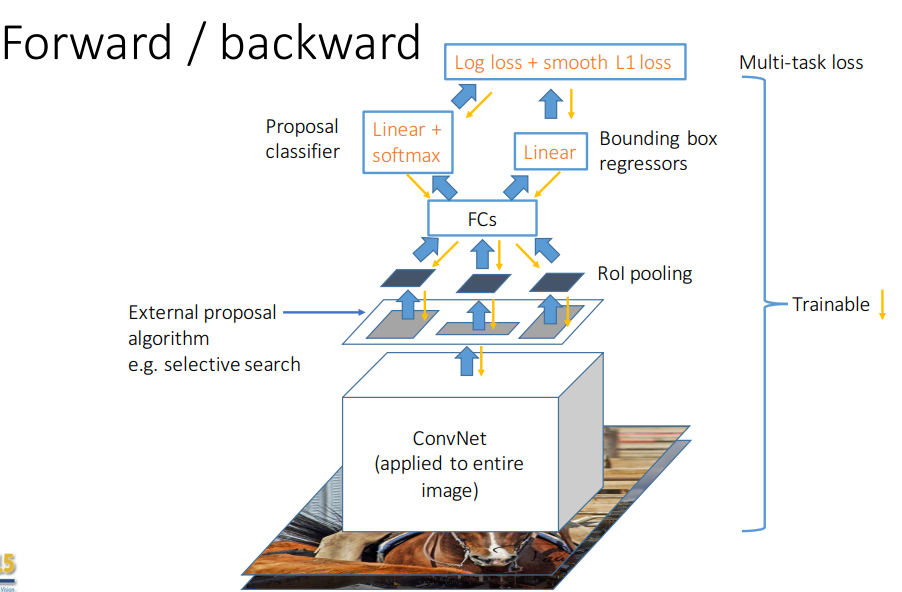 Forward / backward
Log loss + smooth L1 loss
Multi-task loss
Proposal
classifier
Linear +
softmax
Linear
Bounding box
regressors
FCs
RoI pooling
External proposal
algorithm
e.g. selective search
Trainable
ConvNet
(applied to entire
image)
15
Vision